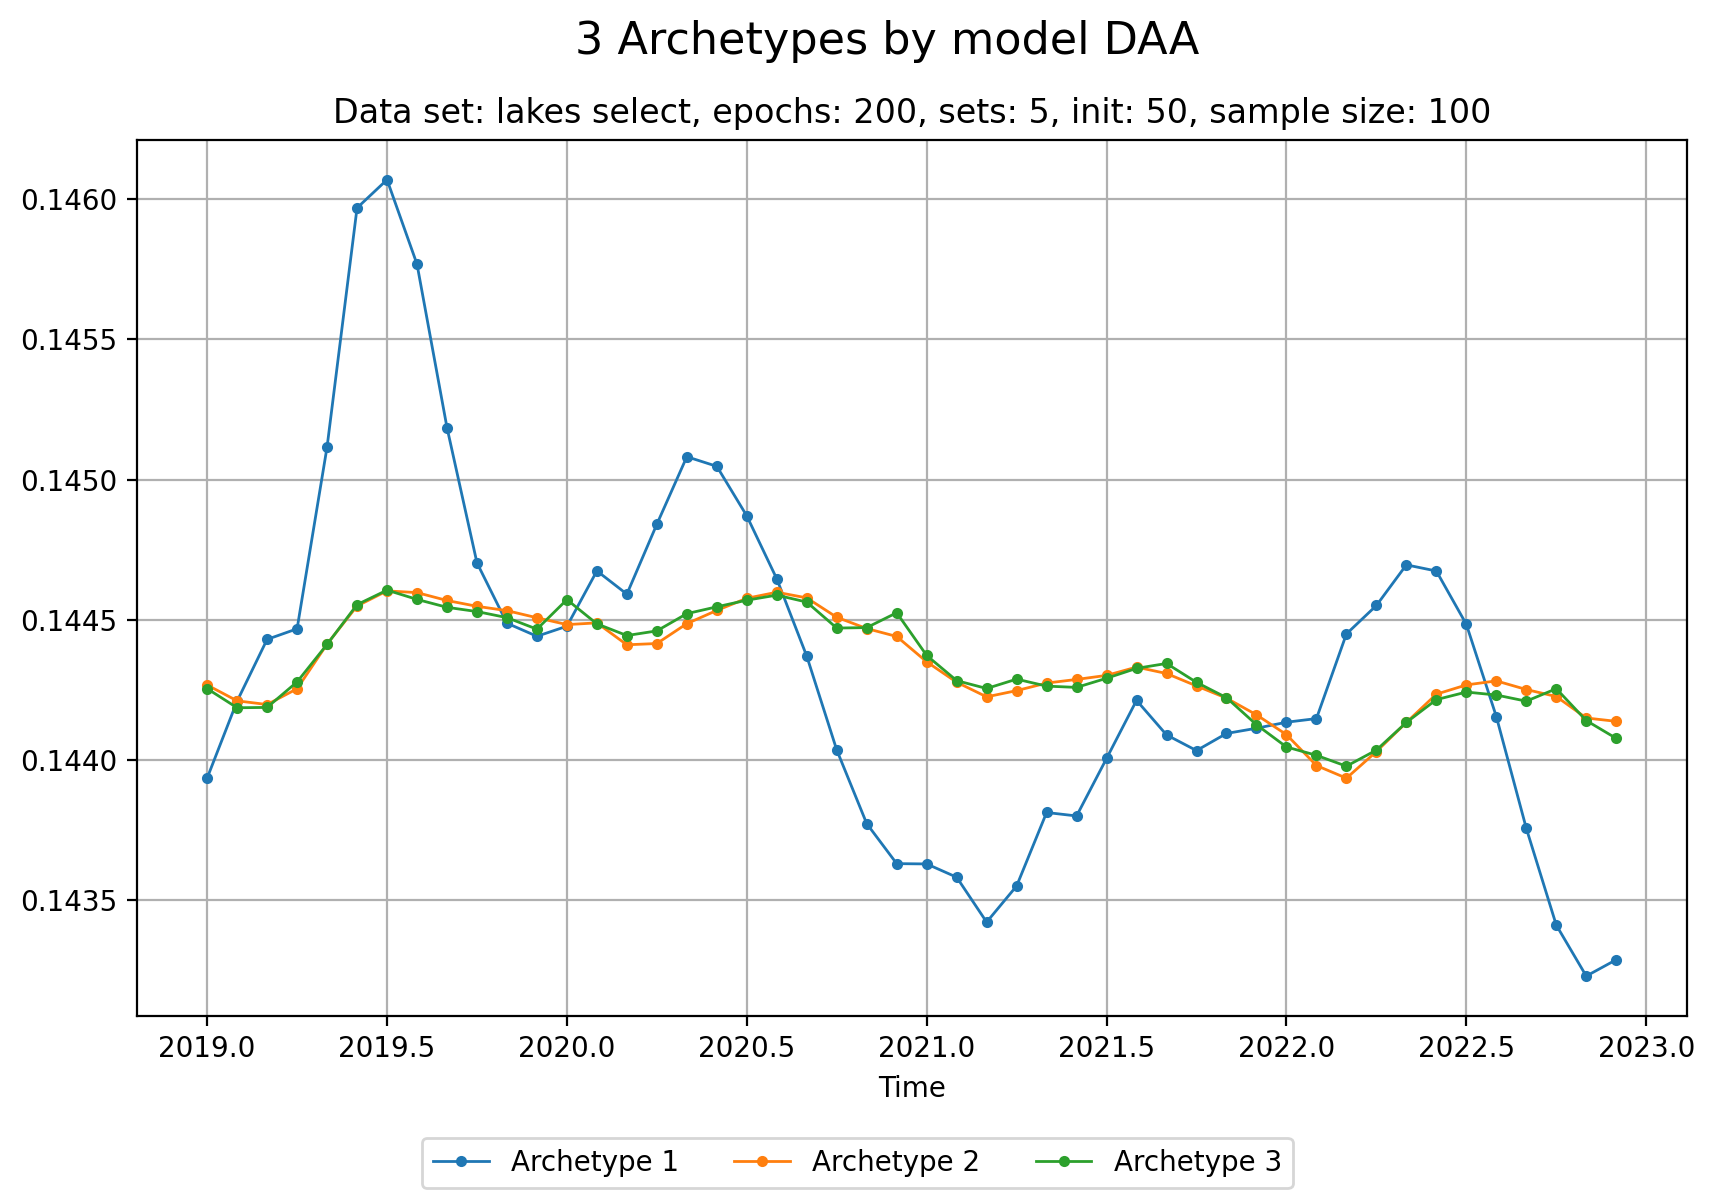 3 Archetypes by model DAA
Data set: lakes select, epochs: 200, sets: 5, init: 50, sample size: 100
0.1460
0.1455
0.1450
0.1445
0.1440
0.1435
2019.0 2019.5 2020.0 2020.5 2021.0 2021.5 2022.0 2022.5 2023.0
Time
Archetype 1 Archetype 2 Archetype 3